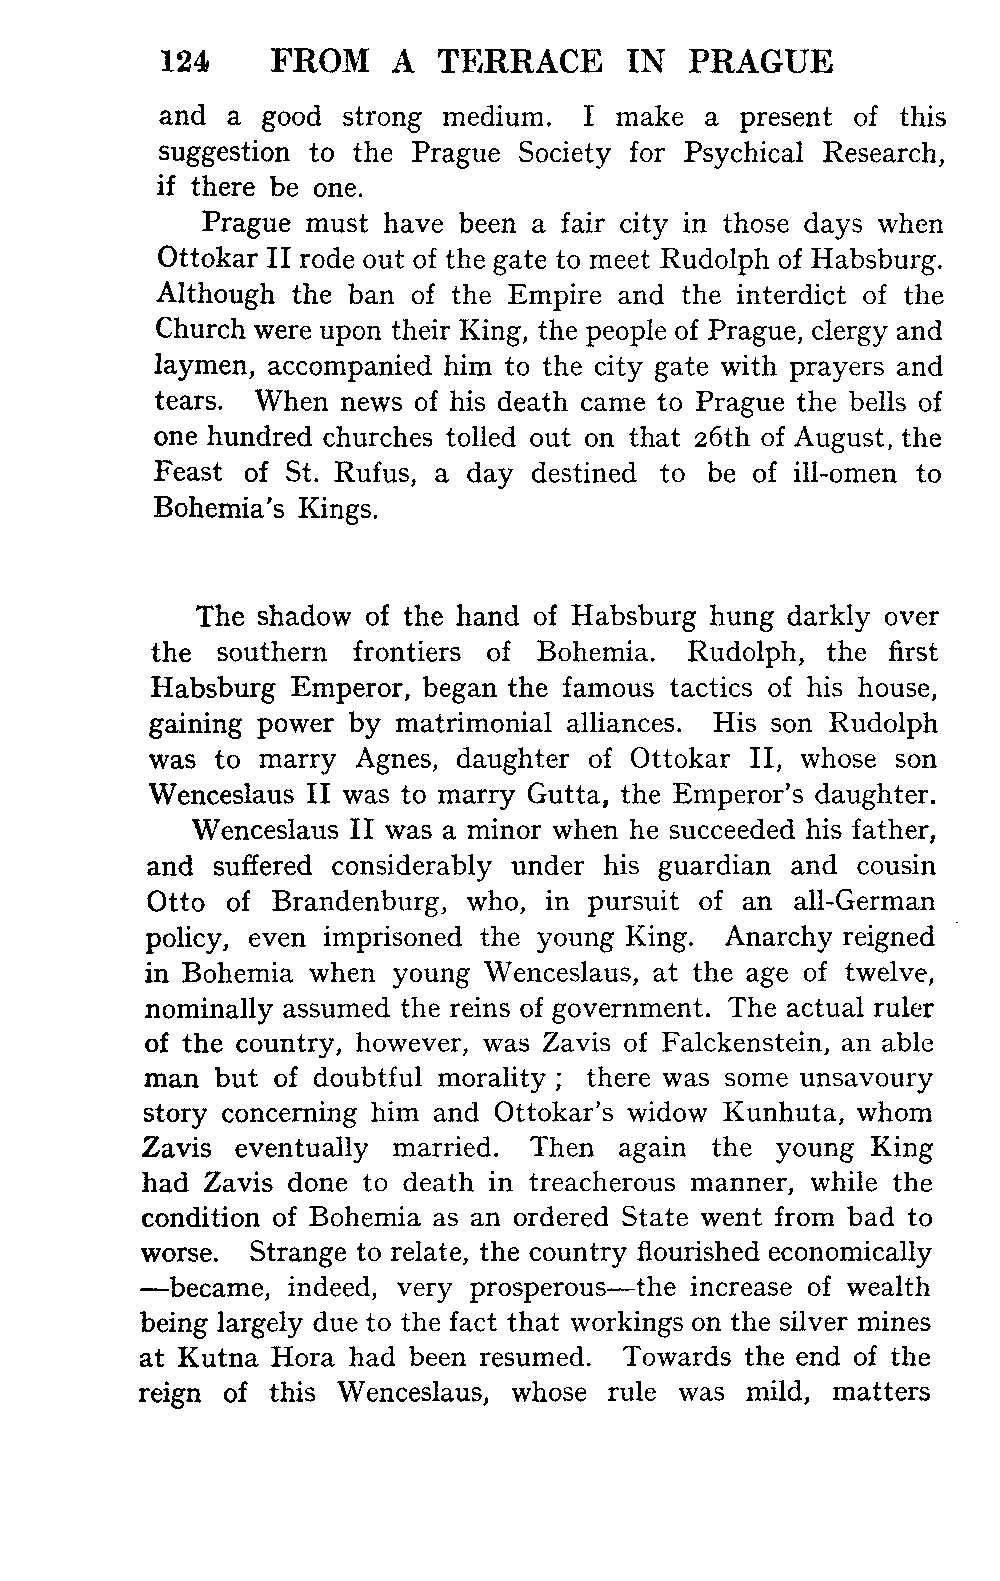 124 FROM A TERRACE IN PRAGUE
and a good strong medium. I make a present of this
suggestion to the Prague Society for Psychical Research,
if there be one.
Prague must have been a fair city in those days when
Ottokar II rode out of the gate to meet Rudolph of Habsburg.
Although the ban of the Empire and the interdict of the
Church were upon their King, the people of Prague, clergy and
laymen, accompanied him to the city gate with prayers and
tears. When news of his death came to Prague the bells of
one hundred churches tolled out on that 26th of August, the
Feast of St. Rufus, a day destined to be of ill-omen to
Bohemia's Kings.
The shadow of the hand of Habsburg hung darkly over
the southern frontiers of Bohemia. Rudolph, the first
Habsburg Emperor, began the famous tactics of his house,
gaining power by matrimonial alliances. His son Rudolph
was to marry Agnes, daughter of Ottokar II, whose son
Wenceslaus II was to marry Gutta, the Emperor's daughter.
Wenceslaus II was a minor when he succeeded his father,
and suffered considerably under his guardian and cousin
Otto of Brandenburg, who, in pursuit of an all-German
policy, even imprisoned the young King. Anarchy reigned
in Bohemia when young Wenceslaus, at the age of twelve,
nominally assumed the reins of government. The actual ruler
of the country, however, was Zavis of Falckenstein, an able
man but of doubtful morality ; there was some unsavoury
story concerning him and Ottokar's widow Kunhuta, whom
Zavis eventually married. Then again the young King
had Zavis done to death in treacherous manner, while the
condition of Bohemia as an ordered State went from bad to
worse. Strange to relate, the country flourished economically
—became, indeed, very prosperous—the increase of wealth
being largely due to the fact that workings on the silver mines
at Kutna Hora had been resumed. Towards the end of the
reign of this Wenceslaus, whose rule was mild, matters